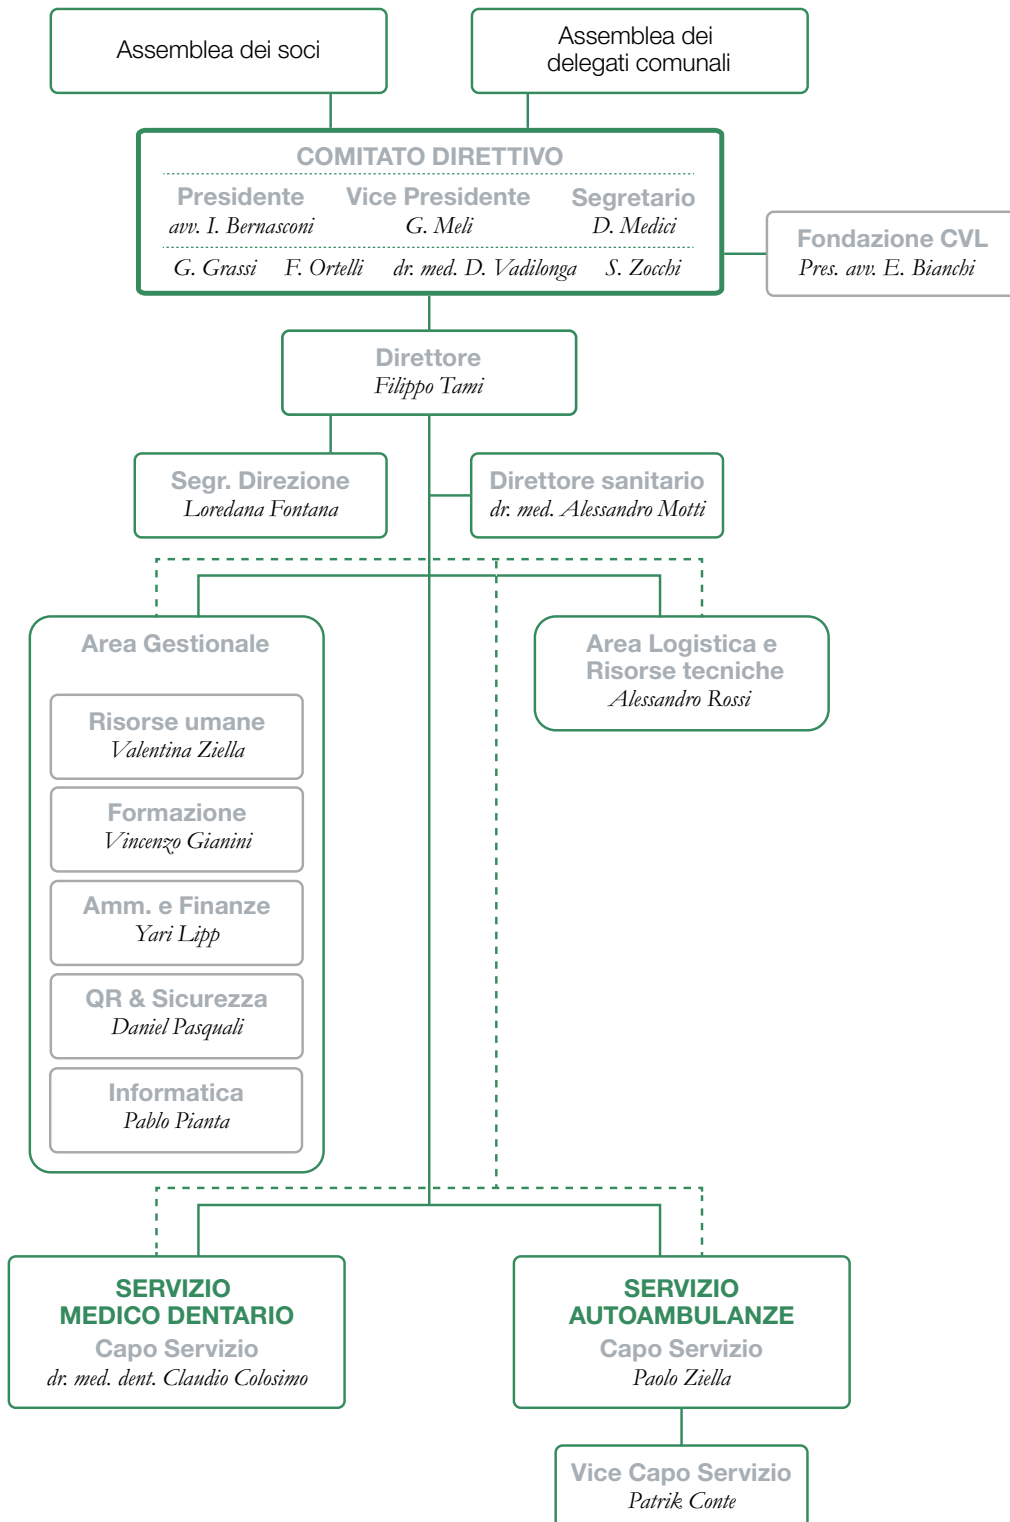 Assemblea dei soci
Assemblea dei
delegati comunali
COMITATO DIRETTIVO
Presidente
avv. I. Bernasconi
Vice Presidente
G. Meli
Segretario
D. Medici
G. Grassi F. Ortelli dr. med. D. Vadilonga S. Zocchi
Fondazione CVL
Pres. avv. E. Bianchi
Direttore
Filippo Tami
Segr. Direzione
Loredana Fontana
Direttore sanitario
dr. med. Alessandro Motti
Area Gestionale
Risorse umane
Valentina Ziella
Formazione
Vincenzo Gianini
Amm. e Finanze
Yari Lipp
QR & Sicurezza
Daniel Pasquali
Informatica
Pablo Pianta
Area Logistica e
Risorse tecniche
Alessandro Rossi
SERVIZIO
MEDICO DENTARIO
Capo Servizio
dr. med. dent. Claudio Colosimo
SERVIZIO
AUTOAMBULANZE
Capo Servizio
Paolo Ziella
Vice Capo Servizio
Patrik Conte